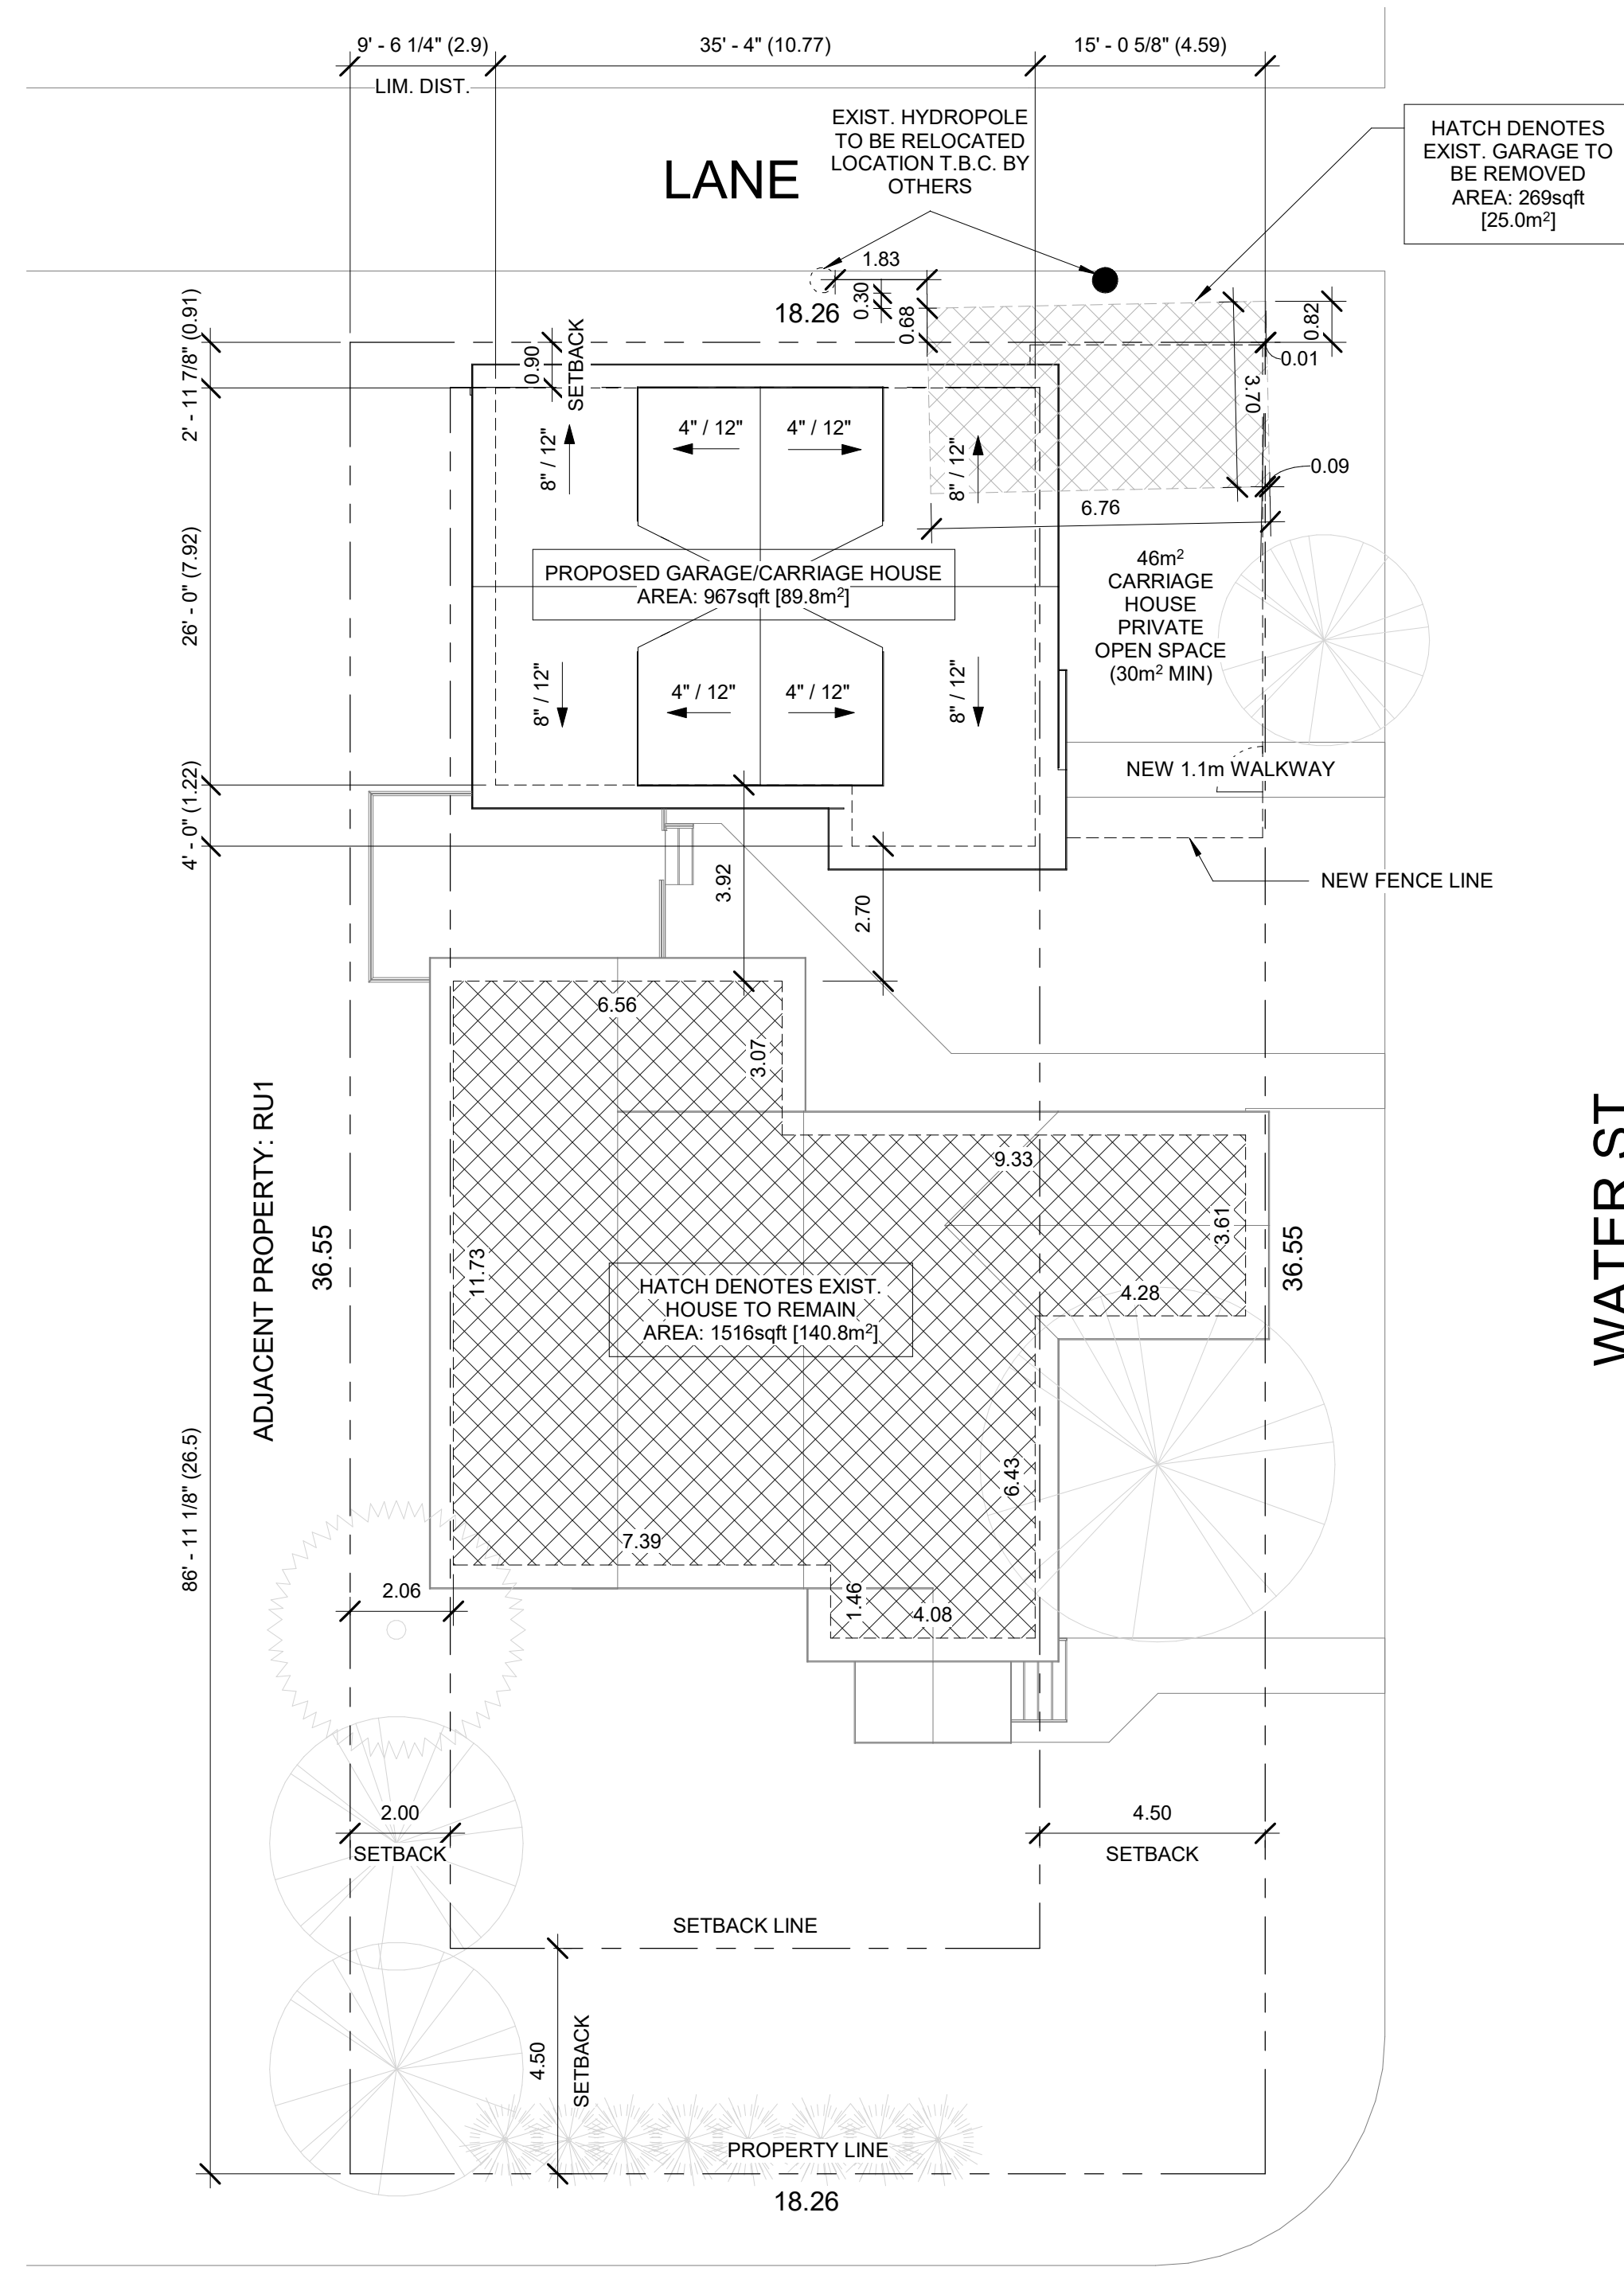 9' - 6 1/4" (2.9)
35' - 4" (10.77)
15' - 0 5/8" (4.59)
LIM. DIST.
EXIST. HYDROPOLE
TO BE RELOCATED
LOCATION T.B.C. BY
OTHERS
HATCH DENOTES
EXIST. GARAGE TO
BE REMOVED
AREA: 269sqft
[25.0m²]
LANE
1.83
0.30
18.26
0.68
0.82
0.01
2' - 11 7/8" (0.91)
0.90
SETBACK
3.70
4" / 12"
4" / 12"
8" / 12"
8" / 12"
0.09
6.76
26' - 0" (7.92)
PROPOSED GARAGE/CARRIAGE HOUSE
AREA: 967sqft [89.8m²]
46m²
CARRIAGE
HOUSE
PRIVATE
OPEN SPACE
(30m² MIN)
8" / 12"
4" / 12"
4" / 12"
8" / 12"
NEW 1.1m WALKWAY
4' - 0" (1.22)
3.92
2.70
NEW FENCE LINE
6.56
3.07
ADJACENT PROPERTY: RU1
36.55
9.33
3.61
36.55
WATER ST
11.73
HATCH DENOTES EXIST.
HOUSE TO REMAIN
AREA: 1516sqft [140.8m²]
4.28
86' - 11 1/8" (26.5)
6.43
7.39
2.06
1.46
4.08
2.00
SETBACK
4.50
SETBACK
SETBACK LINE
4.50
SETBACK
PROPERTY LINE
18.26